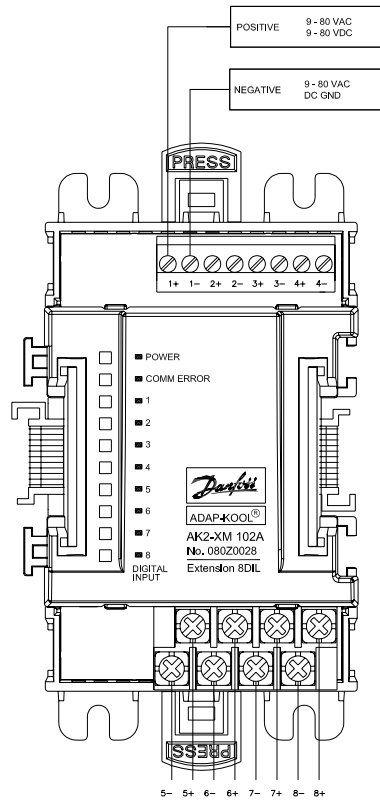 POSITIVE 9 - 80 VAC
9 - 80 VDC
NEGATIVE 9 - 80 VAC
DC GND
PRESS
1+ 1- 2+ 2- 3+ 3- 4+ 4-
POWER
COMM ERROR
1
2
3
4
5
6
7
8
DIGITAL
INPUT
Danfoss
ADAP-KOOL®
AK2-XM 102A
No. 080Z0028
Extension 8DIL
PRESS
5- 5+ 6- 6+ 7- 7+ 8- 8+